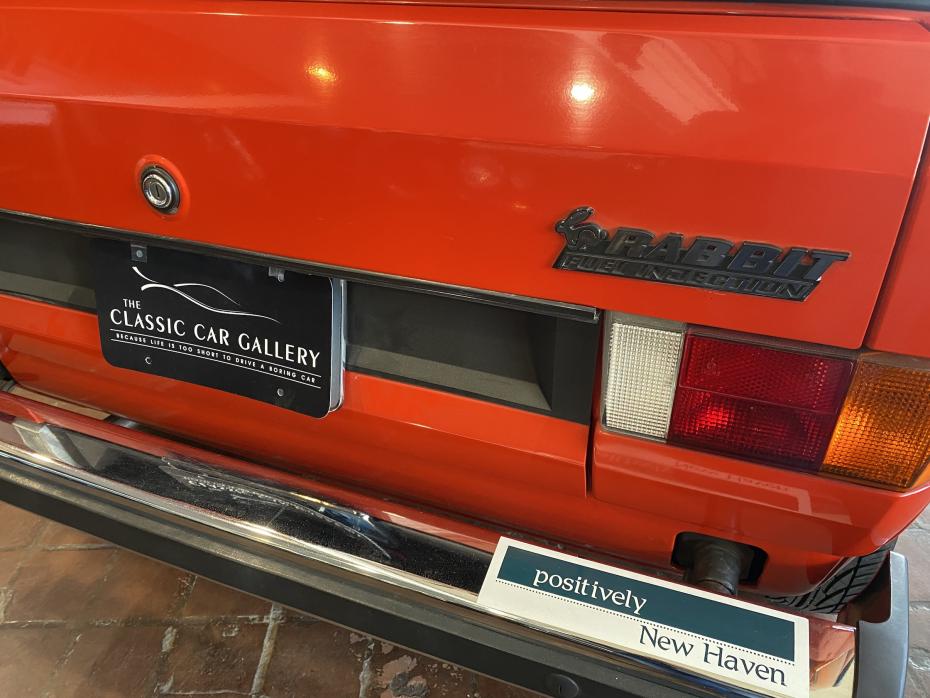 RABBIT
FUEL INJECTION
THE
CLASSIC CAR GALLERY
BECAUSE LIFE IS TOO SHORT TO DRIVE A BORING CAR
positively
New Haven